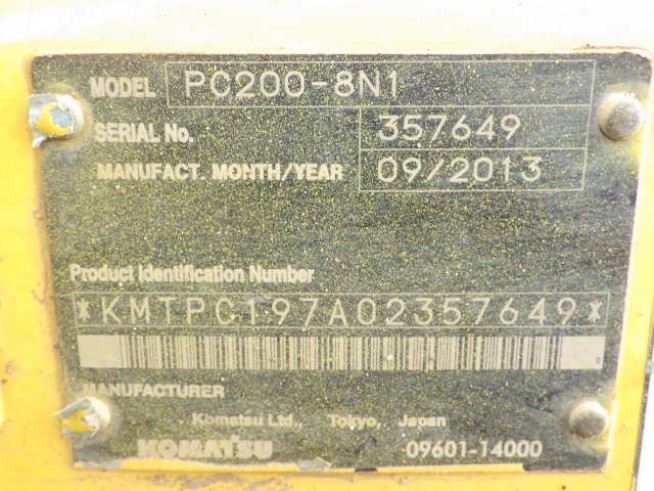 MODEL PC200-8N1
SERIAL No. 357649
MANUFACT. MONTH/YEAR 09/2013
Product Identification Number
*KMTPC197A02357649*
MANUFACTURER
Komatsu Ltd., Tokyo, Japan
KOMATSU 09601-14000